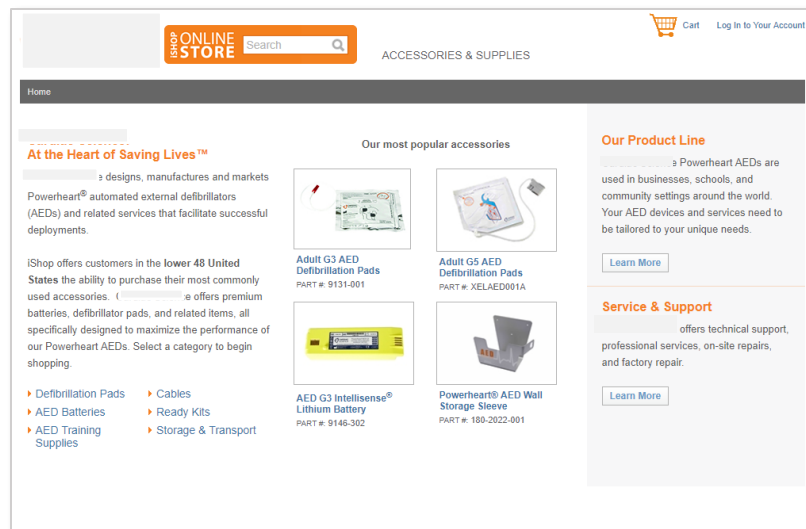 iSHOP ONLINE STORE
Search
Cart
Log In to Your Account
ACCESSORIES & SUPPLIES
Home
At the Heart of Saving Lives™
designs, manufactures and markets
Powerheart® automated external defibrillators
(AEDs) and related services that facilitate successful
deployments.
iShop offers customers in the lower 48 United
States the ability to purchase their most commonly
used accessories. offers premium
batteries, defibrillator pads, and related items, all
specifically designed to maximize the performance of
our Powerheart AEDs. Select a category to begin
shopping.
Defibrillation Pads
Cables
AED Batteries
Ready Kits
AED Training
Supplies
Storage & Transport
Our most popular accessories
Adult G3 AED
Defibrillation Pads
PART #: 9131-001
Adult G5 AED
Defibrillation Pads
PART #: XELAED001A
AED
AED G3 Intellisense®
Lithium Battery
PART #: 9146-302
Powerheart® AED Wall
Storage Sleeve
PART #: 180-2022-001
Our Product Line
Powerheart AEDs are
used in businesses, schools, and
community settings around the world.
Your AED devices and services need to
be tailored to your unique needs.
Learn More
Service & Support
offers technical support,
professional services, on-site repairs,
and factory repair.
Learn More